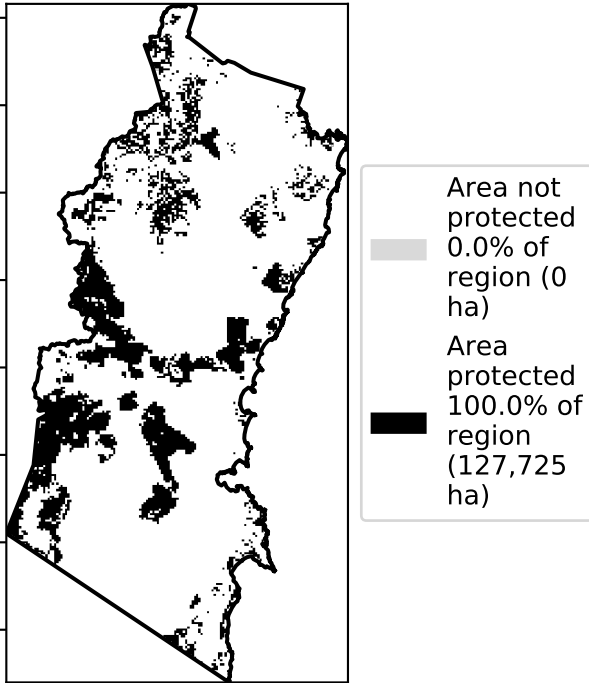 Area not
protected
0.0% of
region (0
ha)
Area
protected
100.0% of
region
(127,725
ha)